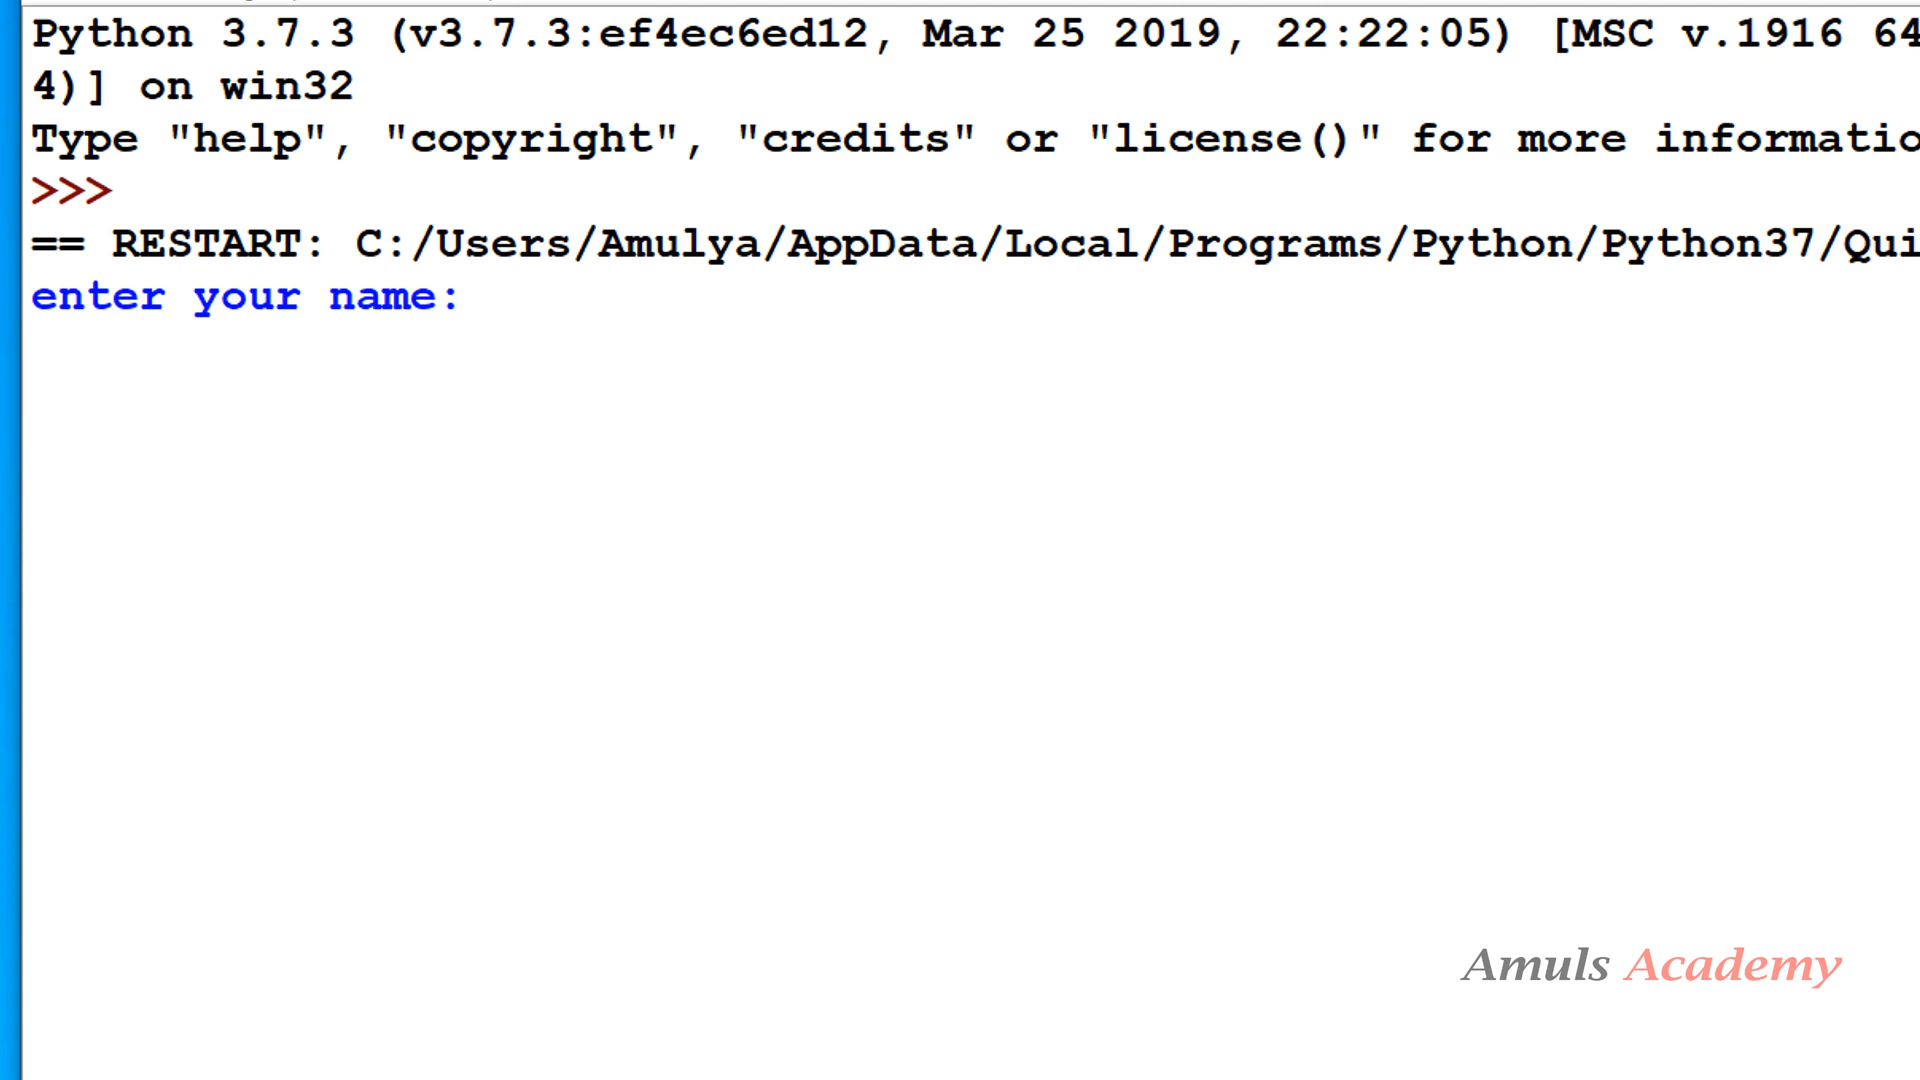 Python 3.7.3 (v3.7.3:ef4ec6ed12, Mar 25 2019, 22:22:05) [MSC v.1916 64
4)] on win32
Type "help", "copyright", "credits" or "license()" for more informatio
>>>
== RESTART: C:/Users/Amulya/AppData/Local/Programs/Python/Python37/Qui
enter your name:
Amuls Academy